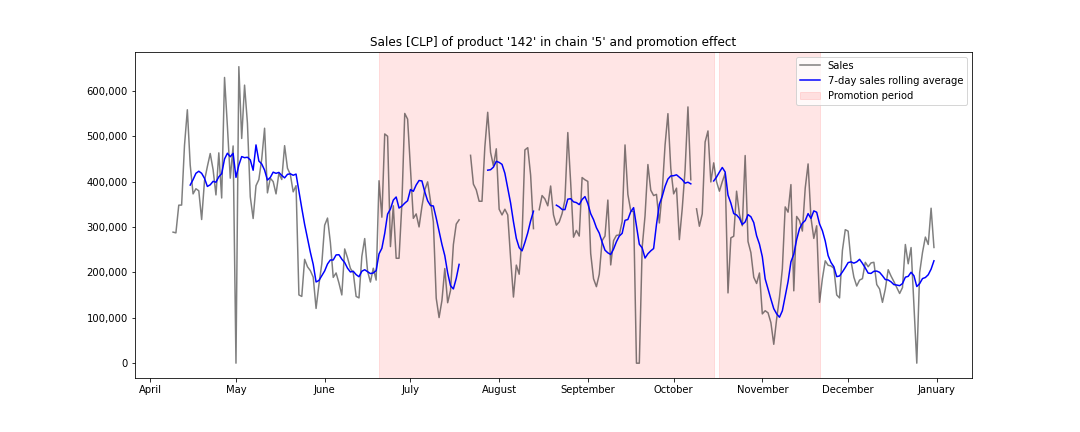 Sales [CLP] of product '142' in chain '5' and promotion effect
Sales
7-day sales rolling average
Promotion period
600,000
500,000
400,000
300,000
200,000
100,000
0
April May June July August September October November December January